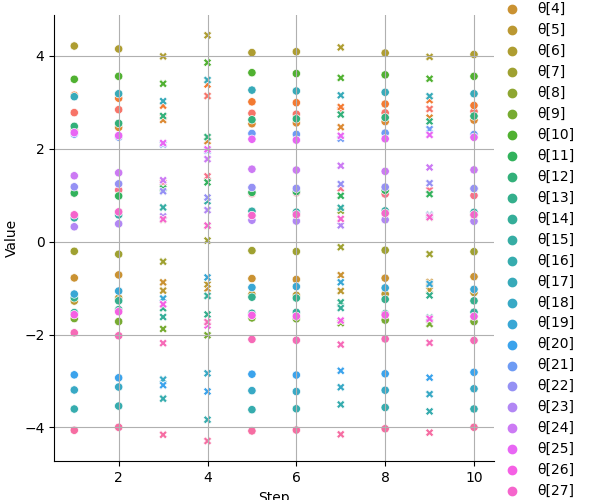 4
2
0
−2
−4
Value
2
4
6
8
10
Step
θ[4]
θ[5]
θ[6]
θ[7]
θ[8]
θ[9]
θ[10]
θ[11]
θ[12]
θ[13]
θ[14]
θ[15]
θ[16]
θ[17]
θ[18]
θ[19]
θ[20]
θ[21]
θ[22]
θ[23]
θ[24]
θ[25]
θ[26]
θ[27]